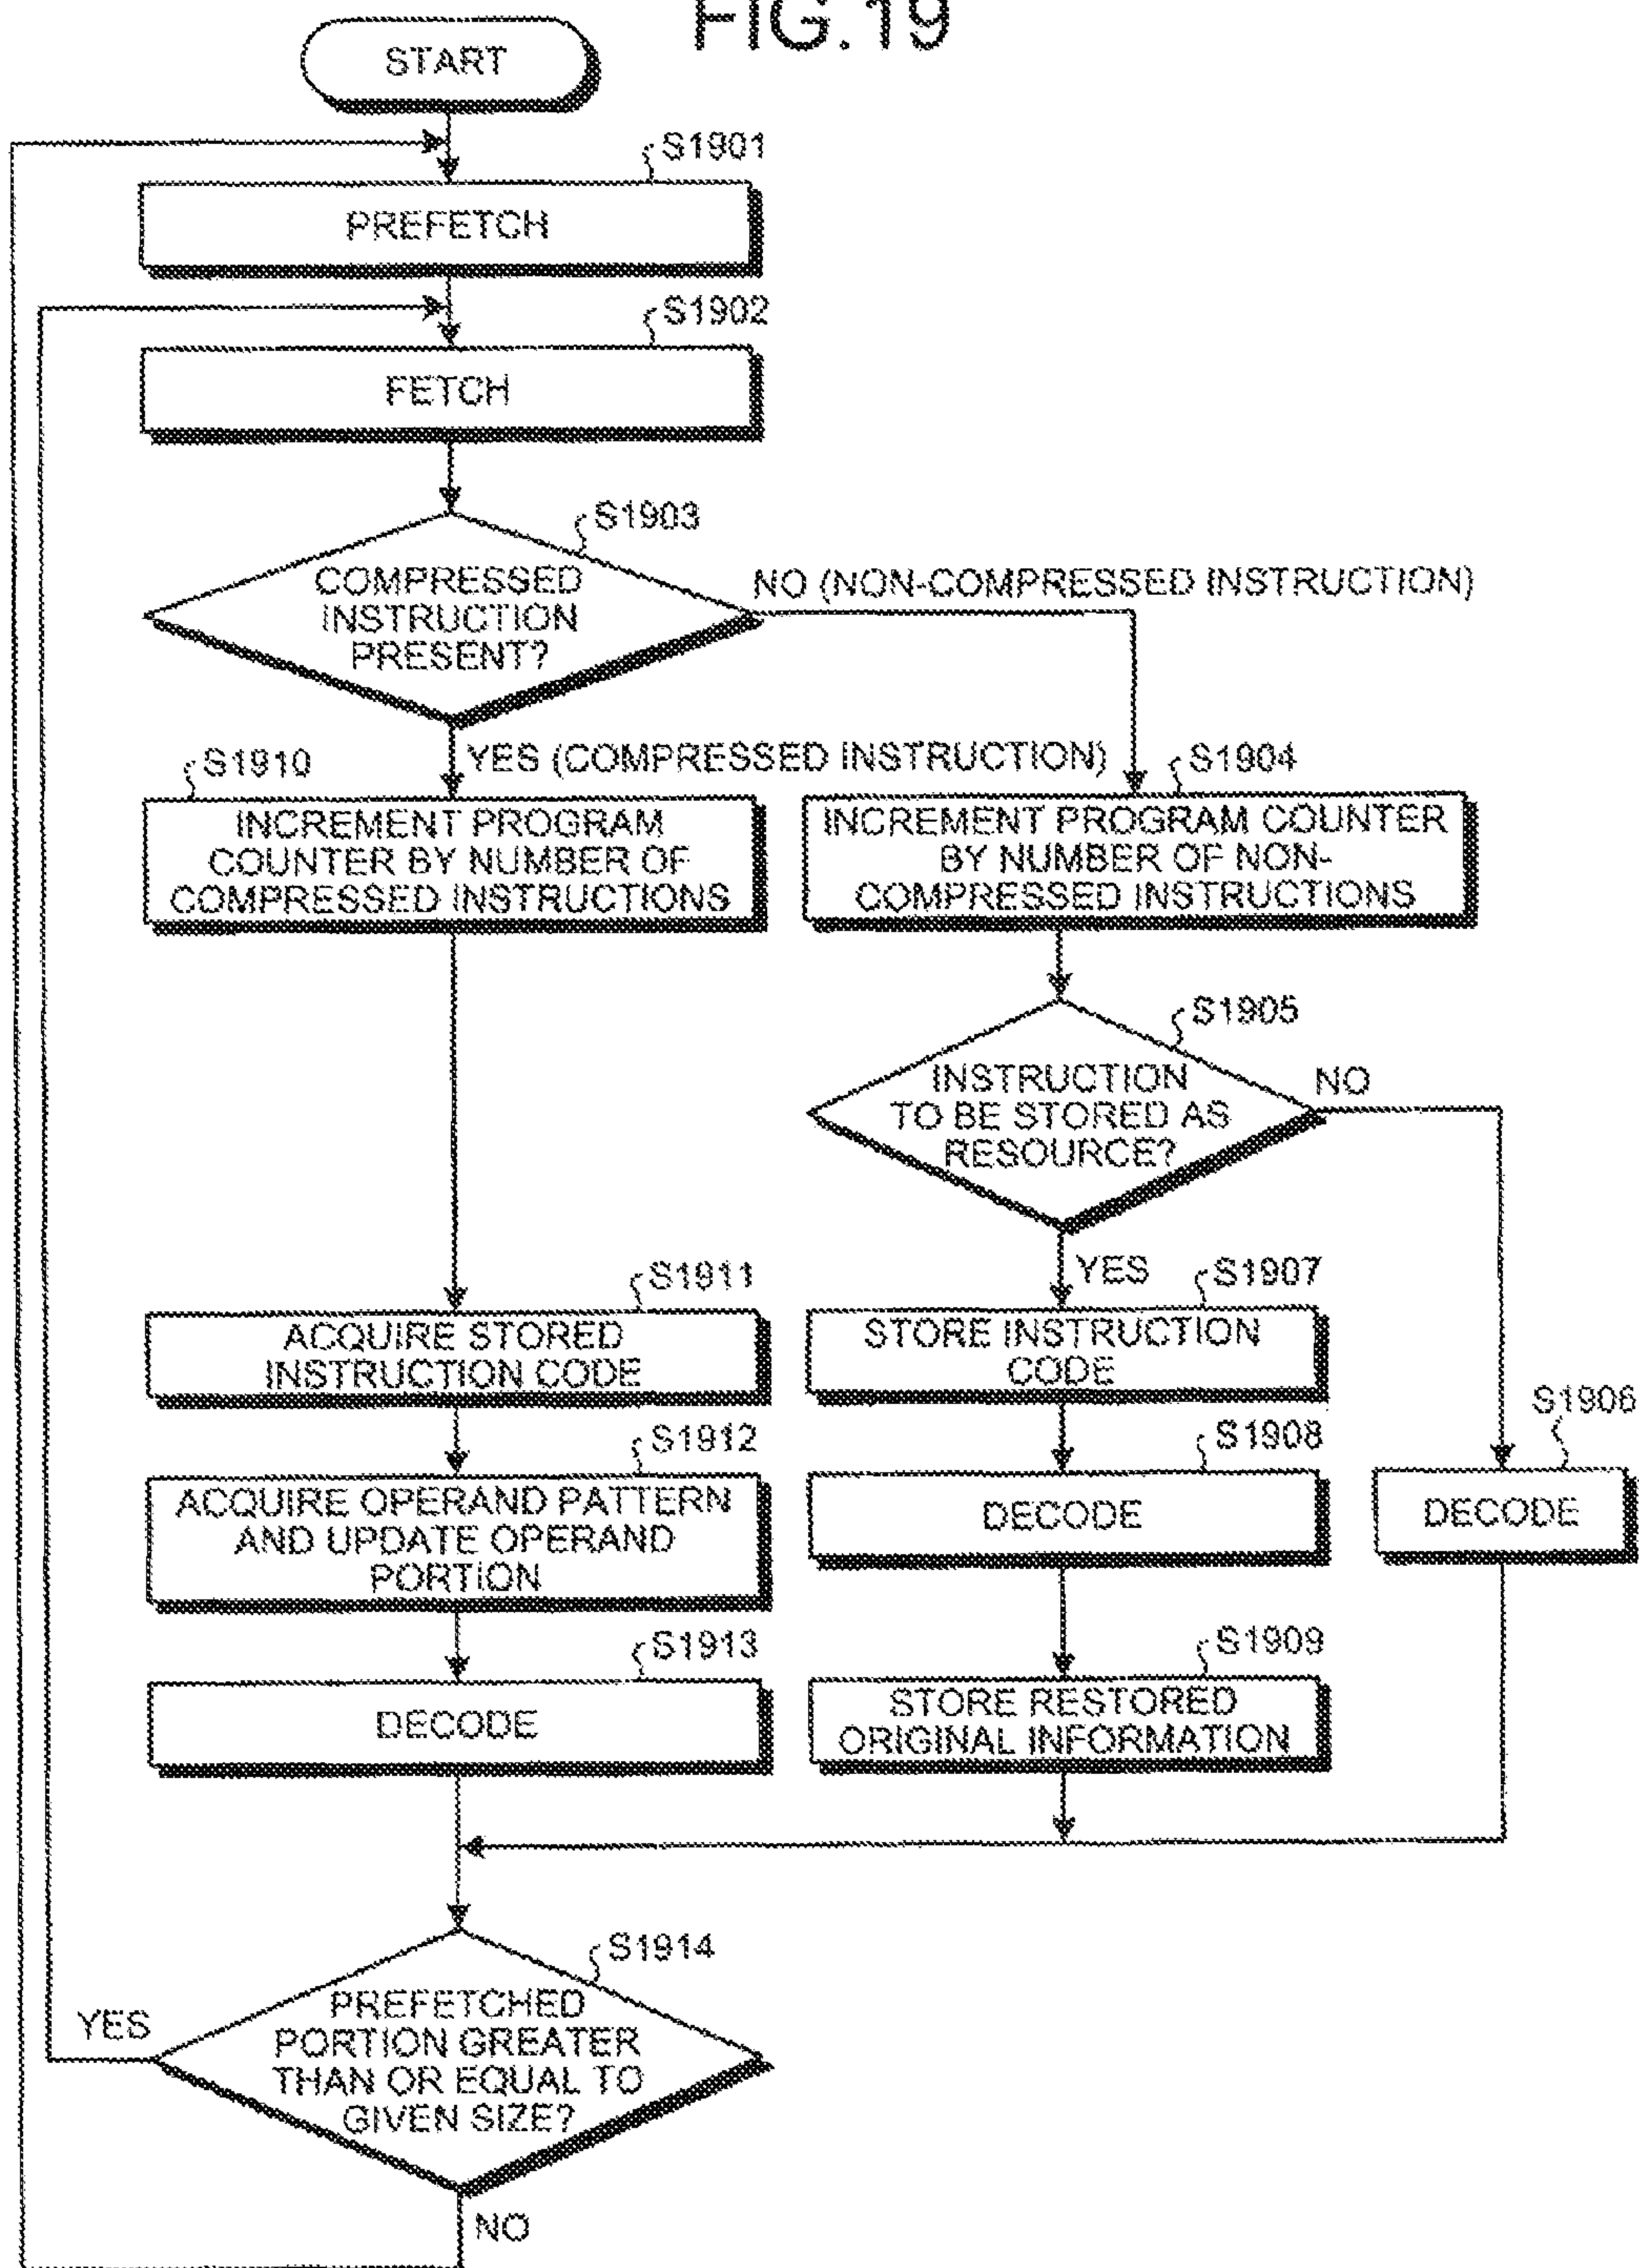 FIG.19
START
S1901
PREFETCH
S1902
FETCH
S1903
COMPRESSED
INSTRUCTION
PRESENT?
NO (NON-COMPRESSED INSTRUCTION)
YES (COMPRESSED INSTRUCTION)
S1910
INCREMENT PROGRAM
COUNTER BY NUMBER OF
COMPRESSED INSTRUCTIONS
S1904
INCREMENT PROGRAM COUNTER
BY NUMBER OF NON-
COMPRESSED INSTRUCTIONS
S1905
INSTRUCTION
TO BE STORED AS
RESOURCE?
NO
YES
S1911
ACQUIRE STORED
INSTRUCTION CODE
S1907
STORE INSTRUCTION
CODE
S1906
DECODE
S1912
ACQUIRE OPERAND PATTERN
AND UPDATE OPERAND
PORTION
S1908
DECODE
S1913
DECODE
S1909
STORE RESTORED
ORIGINAL INFORMATION
S1914
PREFETCHED
PORTION GREATER
THAN OR EQUAL TO
GIVEN SIZE?
YES
NO